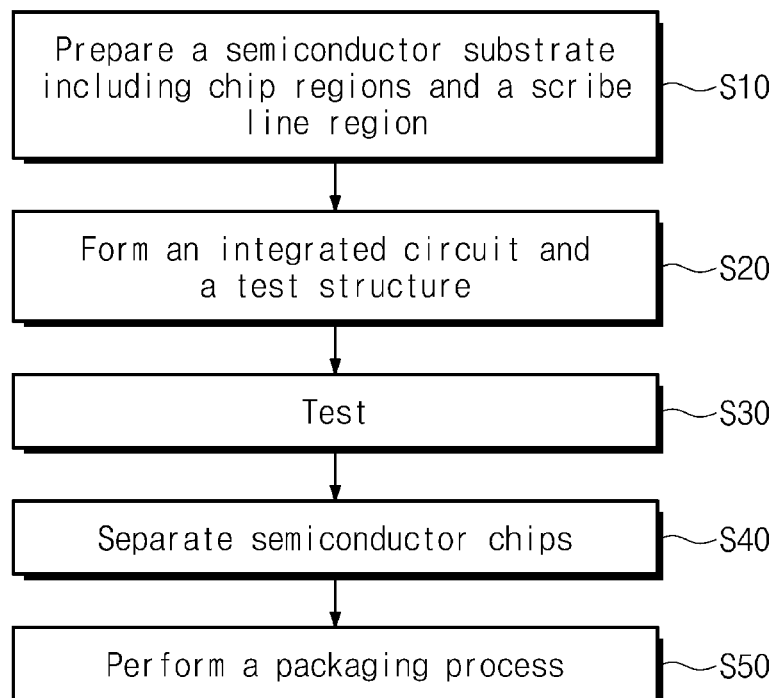 Prepare a semiconductor substrate
including chip regions and a scribe
line region
S10
Form an integrated circuit and
a test structure
S20
Test
S30
Separate semiconductor chips
S40
Perform a packaging process
S50